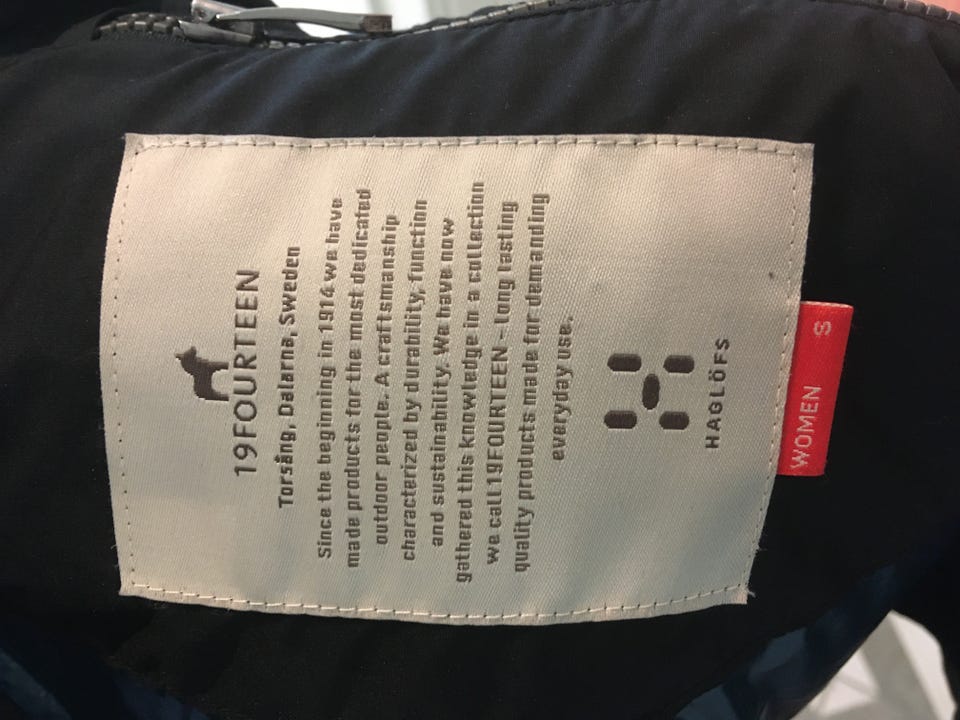 19FOURTEEN
Torsång, Dalarna, Sweden
Since the beginning in 1914 we have
made products for the most dedicated
outdoor people. A craftsmanship
characterized by durability, function
and sustainability. We have now
gathered this knowledge in a collection
we call 19FOURTEEN - long lasting
quality products made for demanding
everyday use.
HAGLÖFS
WOMEN S